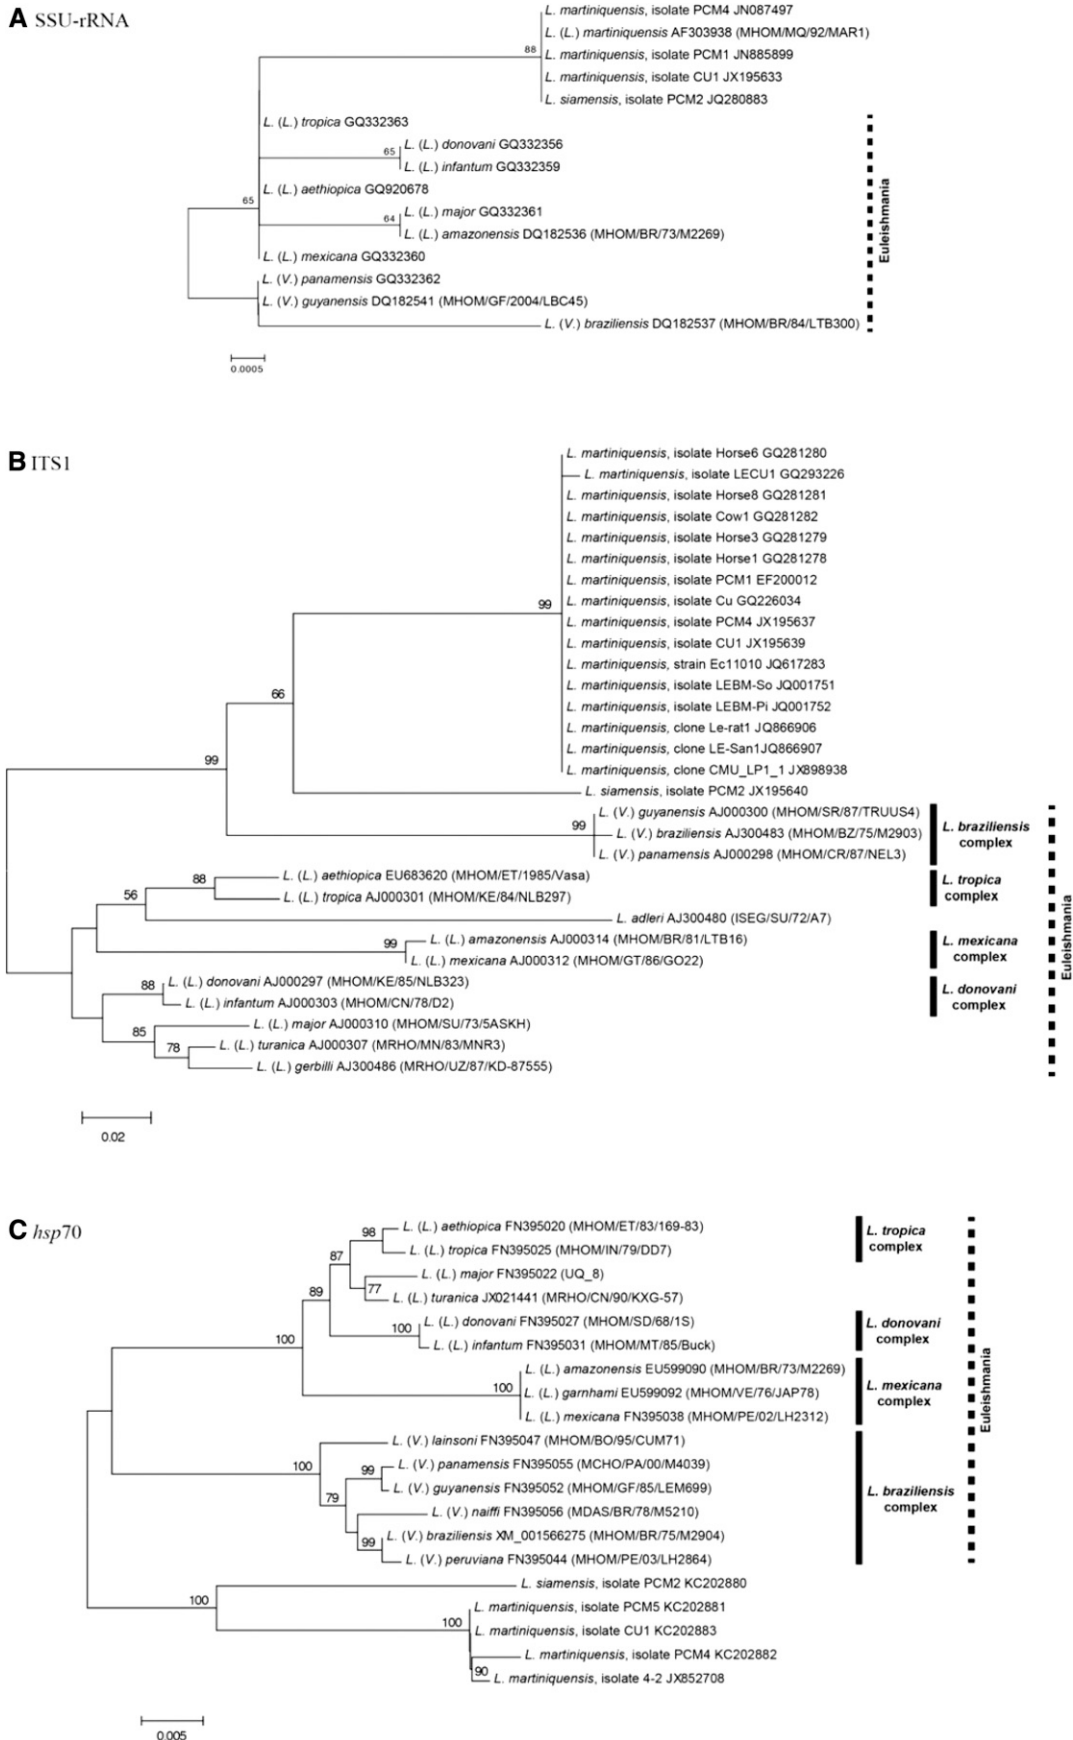 A SSU-rRNA
L. martiniquensis, isolate PCM4 JN087497
L. (L.) martiniquensis AF303938 (MHOM/MQ/92/MAR1)
88
L. martiniquensis, isolate PCM1 JN885899
L. martiniquensis, isolate CU1 JX195633
L. siamensis, isolate PCM2 JQ280883
L. (L.) tropica GQ332363
L. (L.) donovani GQ332356
65
L. (L.) infantum GQ332359
L. (L.) aethiopica GQ920678
65
L. (L.) major GQ332361
64
L. (L.) amazonensis DQ182536 (MHOM/BR/73/M2269)
L. (L.) mexicana GQ332360
L. (V.) panamensis GQ332362
L. (V.) guyanensis DQ182541 (MHOM/GF/2004/LBC45)
L. (V.) braziliensis DQ182537 (MHOM/BR/84/LTB300)
Euleishmania
0.0005
B ITS1
L. martiniquensis, isolate Horse6 GQ281280
L. martiniquensis, isolate LECU1 GQ293226
L. martiniquensis, isolate Horse8 GQ281281
L. martiniquensis, isolate Cow1 GQ281282
L. martiniquensis, isolate Horse3 GQ281279
L. martiniquensis, isolate Horse1 GQ281278
L. martiniquensis, isolate PCM1 EF200012
99
L. martiniquensis, isolate Cu GQ226034
L. martiniquensis, isolate PCM4 JX195637
L. martiniquensis, isolate CU1 JX195639
L. martiniquensis, strain Ec11010 JQ617283
L. martiniquensis, isolate LEBM-So JQ001751
66
L. martiniquensis, isolate LEBM-Pi JQ001752
L. martiniquensis, clone Le-rat1 JQ866906
L. martiniquensis, clone LE-San1JQ866907
99
L. martiniquensis, clone CMU_LP1_1 JX898938
L. siamensis, isolate PCM2 JX195640
L. (V.) guyanensis AJ000300 (MHOM/SR/87/TRUUS4)
99
L. (V.) braziliensis AJ300483 (MHOM/BZ/75/M2903)
L. (V.) panamensis AJ000298 (MHOM/CR/87/NEL3)
L. braziliensis
complex
L. (L.) aethiopica EU683620 (MHOM/ET/1985/Vasa)
88
L. (L.) tropica AJ000301 (MHOM/KE/84/NLB297)
L. tropica
complex
56
L. adleri AJ300480 (ISEG/SU/72/A7)
L. (L.) amazonensis AJ000314 (MHOM/BR/81/LTB16)
99
L. (L.) mexicana AJ000312 (MHOM/GT/86/GO22)
L. mexicana
complex
L. (L.) donovani AJ000297 (MHOM/KE/85/NLB323)
88
L. (L.) infantum AJ000303 (MHOM/CN/78/D2)
L. donovani
complex
L. (L.) major AJ000310 (MHOM/SU/73/5ASKH)
85
L. (L.) turanica AJ000307 (MRHO/MN/83/MNR3)
78
L. (L.) gerbilli AJ300486 (MRHO/UZ/87/KD-87555)
Euleishmania
0.02
C hsp70
L. (L.) aethiopica FN395020 (MHOM/ET/83/169-83)
98
L. (L.) tropica FN395025 (MHOM/IN/79/DD7)
L. tropica
complex
87
L. (L.) major FN395022 (UQ_8)
77
L. (L.) turanica JX021441 (MRHO/CN/90/KXG-57)
89
L. (L.) donovani FN395027 (MHOM/SD/68/1S)
100
L. (L.) infantum FN395031 (MHOM/MT/85/Buck)
L. donovani
complex
100
L. (L.) amazonensis EU599090 (MHOM/BR/73/M2269)
100
L. (L.) garnhami EU599092 (MHOM/VE/76/JAP78)
L. (L.) mexicana FN395038 (MHOM/PE/02/LH2312)
L. mexicana
complex
L. (V.) lainsoni FN395047 (MHOM/BO/95/CUM71)
100
L. (V.) panamensis FN395055 (MCHO/PA/00/M4039)
99
L. (V.) guyanensis FN395052 (MHOM/GF/85/LEM699)
79
L. (V.) naiffi FN395056 (MDAS/BR/78/M5210)
L. (V.) braziliensis XM_001566275 (MHOM/BR/75/M2904)
99
L. (V.) peruviana FN395044 (MHOM/PE/03/LH2864)
L. braziliensis
complex
Euleishmania
L. siamensis, isolate PCM2 KC202880
100
L. martiniquensis, isolate PCM5 KC202881
100
L. martiniquensis, isolate CU1 KC202883
L. martiniquensis, isolate PCM4 KC202882
90
L. martiniquensis, isolate 4-2 JX852708
0.005